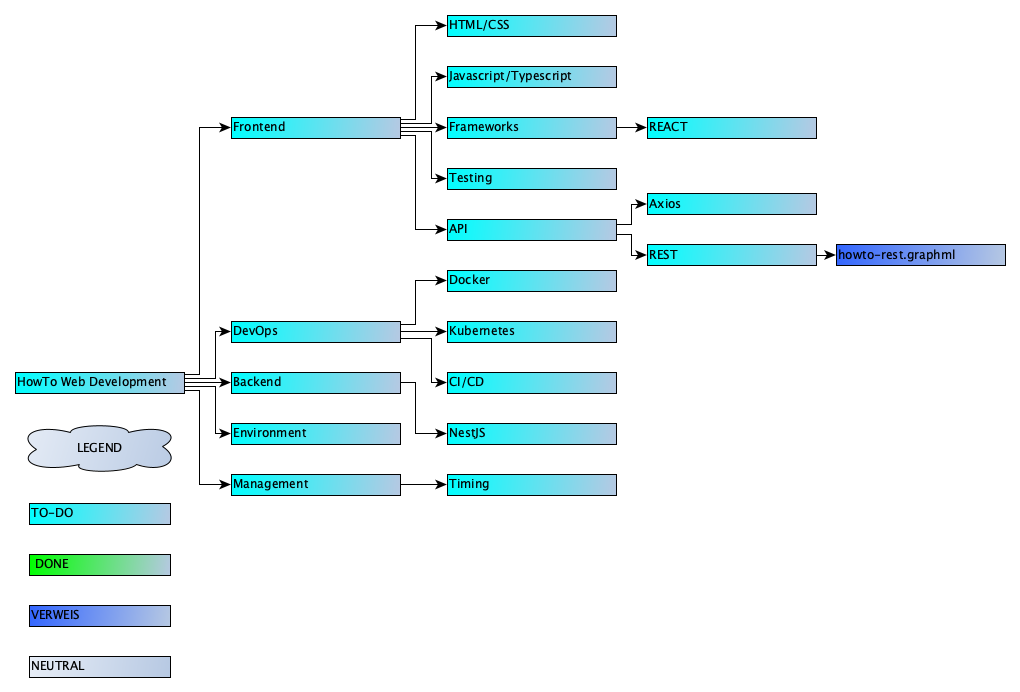 HTML/CSS
Javascript/Typescript
Frontend
Frameworks
REACT
Testing
Axios
API
REST
howto-rest.graphml
Docker
DevOps
Kubernetes
HowTo Web Development
Backend
CI/CD
Environment
NestJS
LEGEND
Management
Timing
TO-DO
DONE
VERWEIS
NEUTRAL